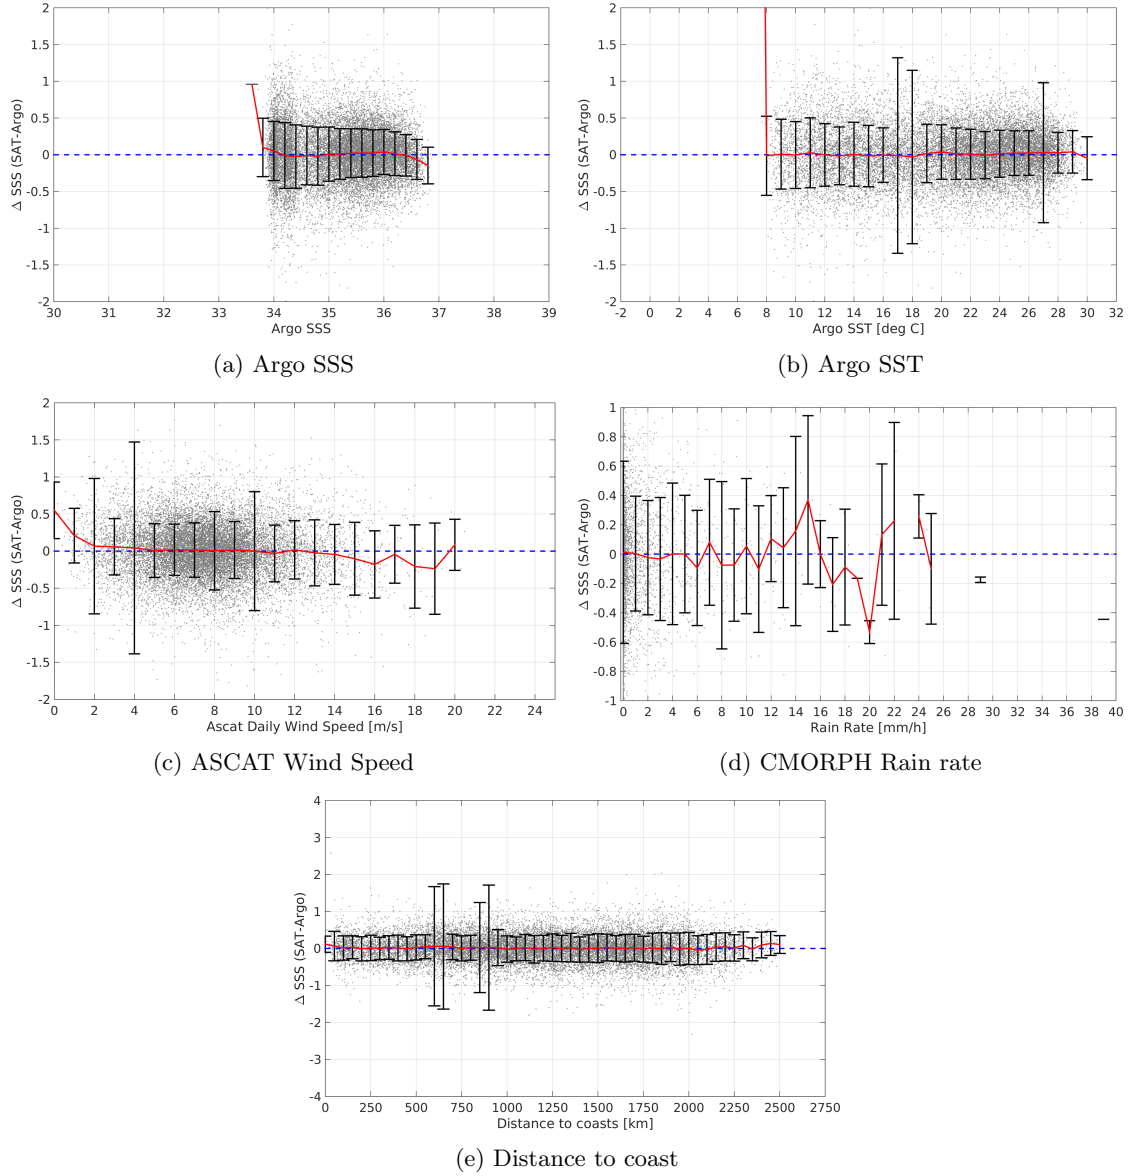 2
1.5
1
0.5
0
-0.5
-1
-1.5
-2
Δ SSS (SAT-Argo)
30 31 32 33 34 35 36 37 38 39
Argo SSS
(a) Argo SSS
2
1.5
1
0.5
0
-0.5
-1
-1.5
-2
Δ SSS (SAT-Argo)
-2 0 2 4 6 8 10 12 14 16 18 20 22 24 26 28 30 32
Argo SST [deg C]
(b) Argo SST
2
1.5
1
0.5
0
-0.5
-1
-1.5
-2
Δ SSS (SAT-Argo)
0 2 4 6 8 10 12 14 16 18 20 22 24
Ascat Daily Wind Speed [m/s]
(c) ASCAT Wind Speed
1
0.8
0.6
0.4
0.2
0
-0.2
-0.4
-0.6
-0.8
-1
Δ SSS (SAT-Argo)
0 2 4 6 8 10 12 14 16 18 20 22 24 26 28 30 32 34 36 38 40
Rain Rate [mm/h]
(d) CMORPH Rain rate
4
3
2
1
0
-1
-2
-3
-4
Δ SSS (SAT-Argo)
0 250 500 750 1000 1250 1500 1750 2000 2250 2500 2750
Distance to coasts [km]
(e) Distance to coast